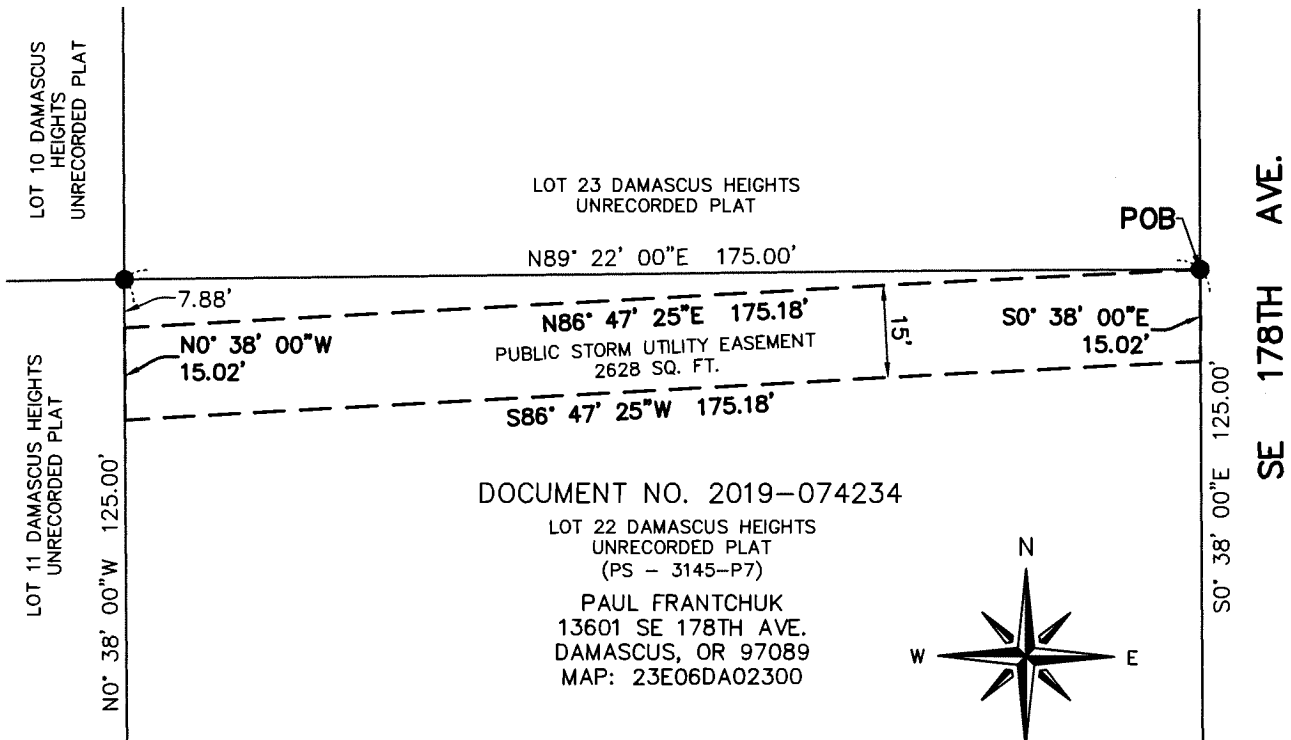 LOT 10 DAMASCUS
HEIGHTS
UNRECORDED PLAT
LOT 23 DAMASCUS HEIGHTS
UNRECORDED PLAT
POB
SE 178TH AVE.
N89° 22' 00"E 175.00'
7.88'
N86° 47' 25"E 175.18'
15'
S0° 38' 00"E
15.02'
N0° 38' 00"W
15.02'
PUBLIC STORM UTILITY EASEMENT
2628 SQ. FT.
S86° 47' 25"W 175.18'
LOT 11 DAMASCUS HEIGHTS
UNRECORDED PLAT
N0° 38' 00"W 125.00'
S0° 38' 00"E 125.00'
DOCUMENT NO. 2019-074234
LOT 22 DAMASCUS HEIGHTS
UNRECORDED PLAT
(PS - 3145-P7)
PAUL FRANTCHUK
13601 SE 178TH AVE.
DAMASCUS, OR 97089
MAP: 23E06DA02300
N
W
E